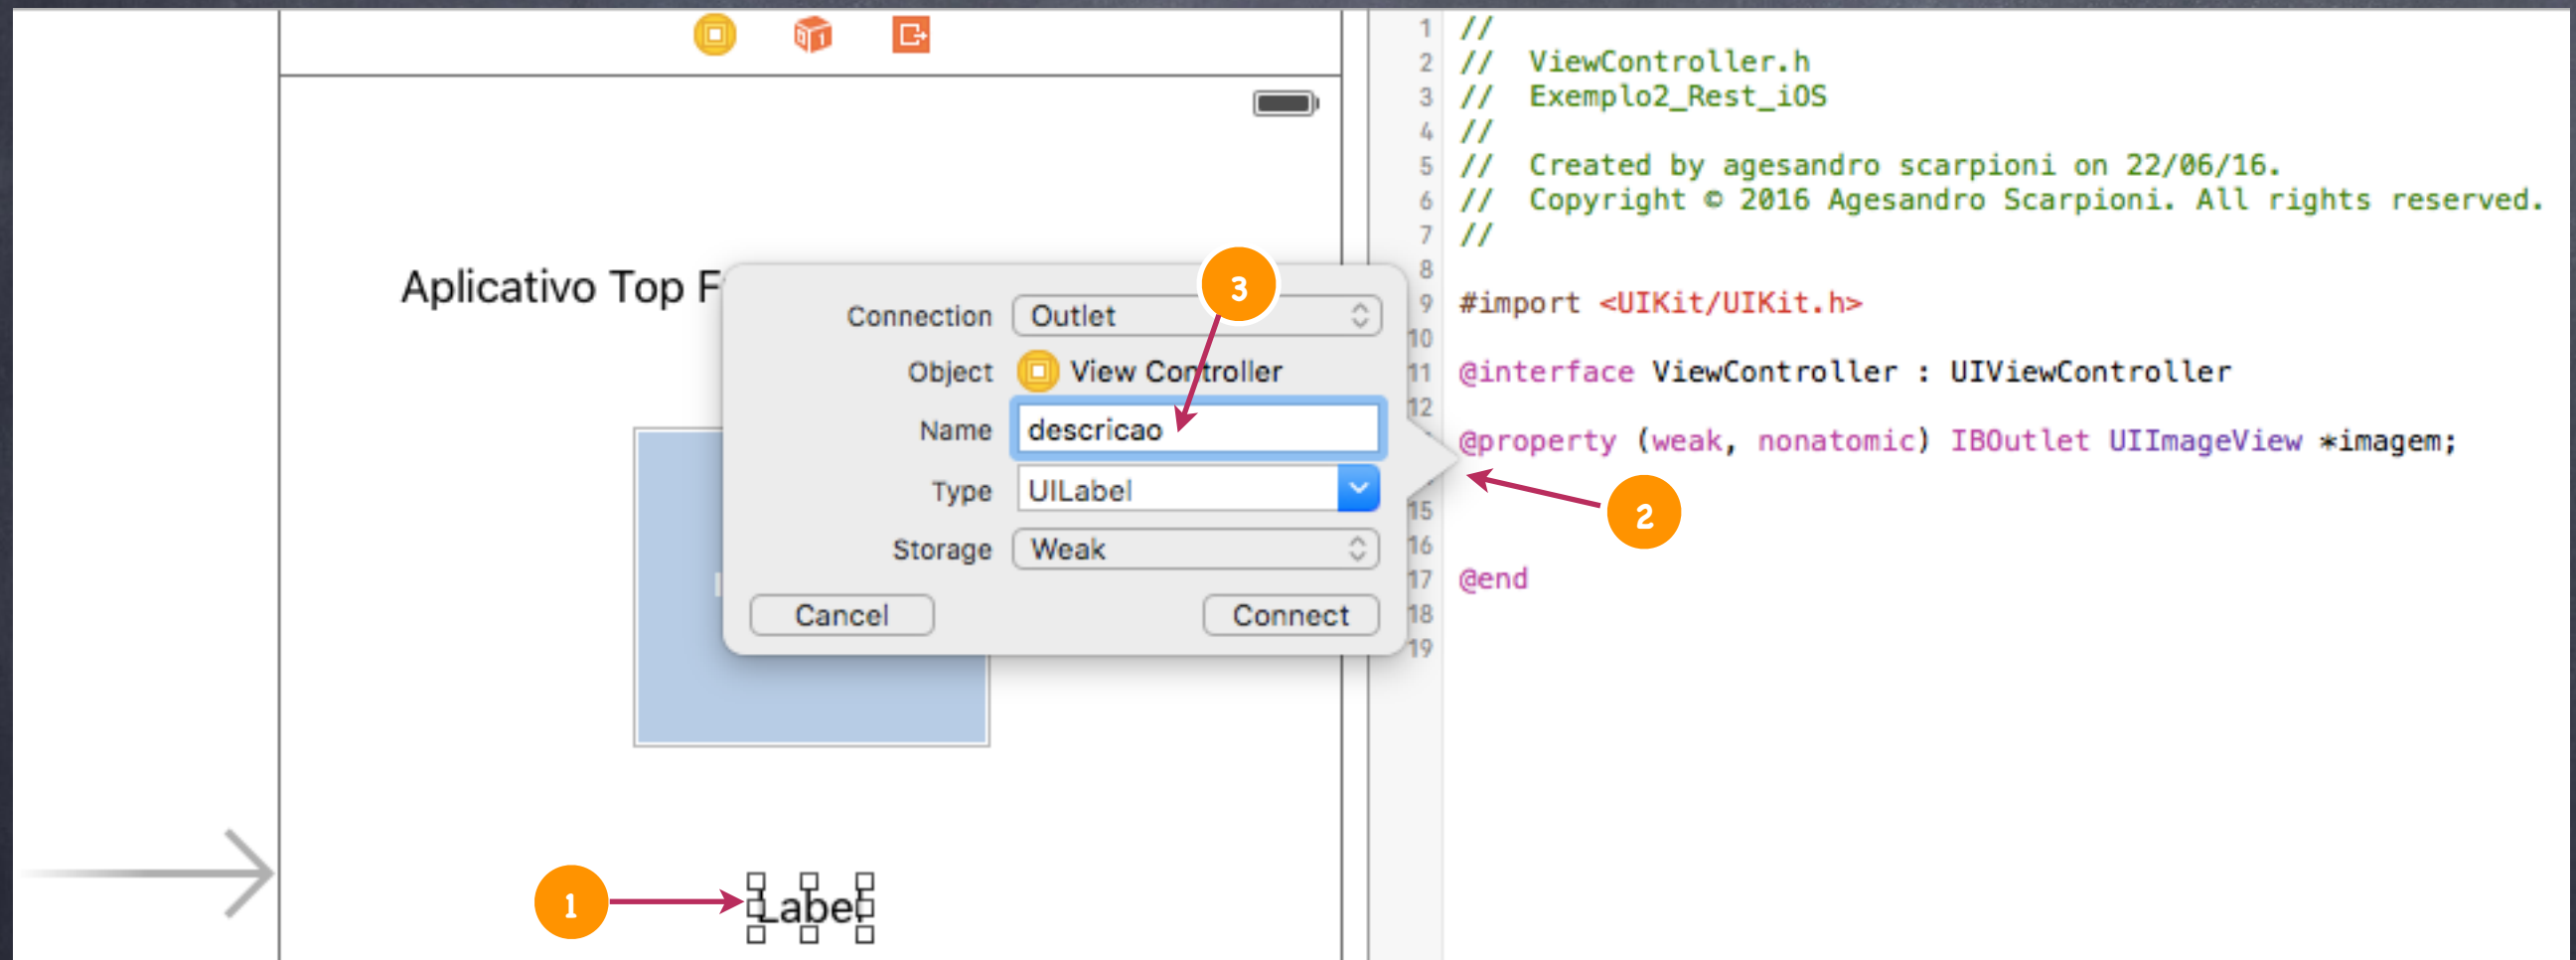 Aplicativo Top F
Connection Outlet
Object View Controller
Name descricao
Type UILabel
Storage Weak
Cancel Connect
3
2
1
Label
1 //
2 // ViewController.h
3 // Exemplo2_Rest_iOS
4 //
5 // Created by agesandro scarpioni on 22/06/16.
6 // Copyright © 2016 Agesandro Scarpioni. All rights reserved.
7 //
8
9 #import <UIKit/UIKit.h>
10
11 @interface ViewController : UIViewController
12
@property (weak, nonatomic) IBOutlet UIImageView *imagem;
15
16
17 @end
18
19